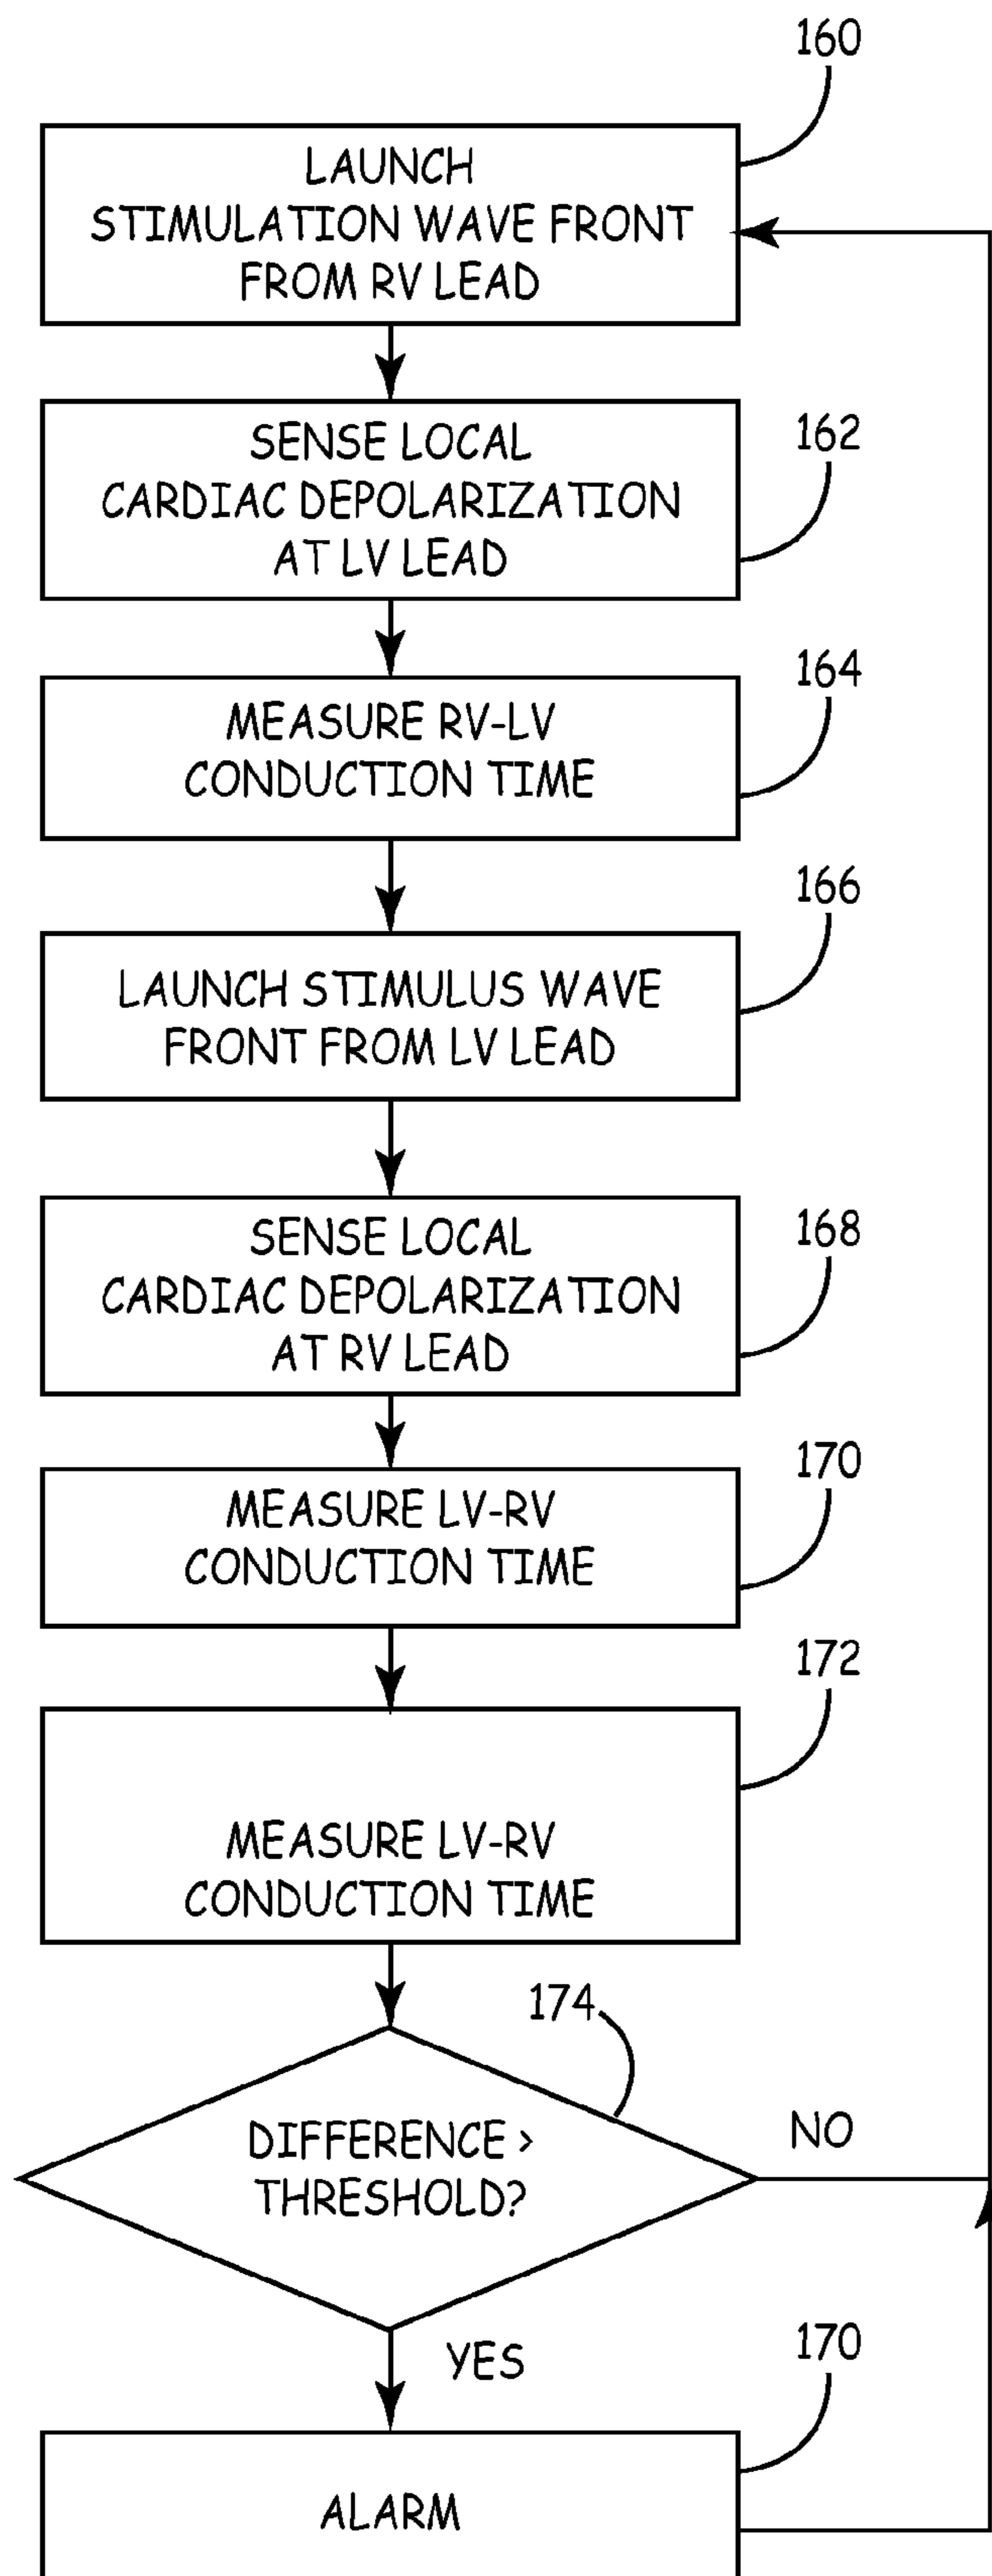 160
LAUNCH
STIMULATION WAVE FRONT
FROM RV LEAD
162
SENSE LOCAL
CARDIAC DEPOLARIZATION
AT LV LEAD
164
MEASURE RV-LV
CONDUCTION TIME
166
LAUNCH STIMULUS WAVE
FRONT FROM LV LEAD
168
SENSE LOCAL
CARDIAC DEPOLARIZATION
AT RV LEAD
170
MEASURE LV-RV
CONDUCTION TIME
172
MEASURE LV-RV
CONDUCTION TIME
174
DIFFERENCE >
THRESHOLD?
NO
YES
170
ALARM